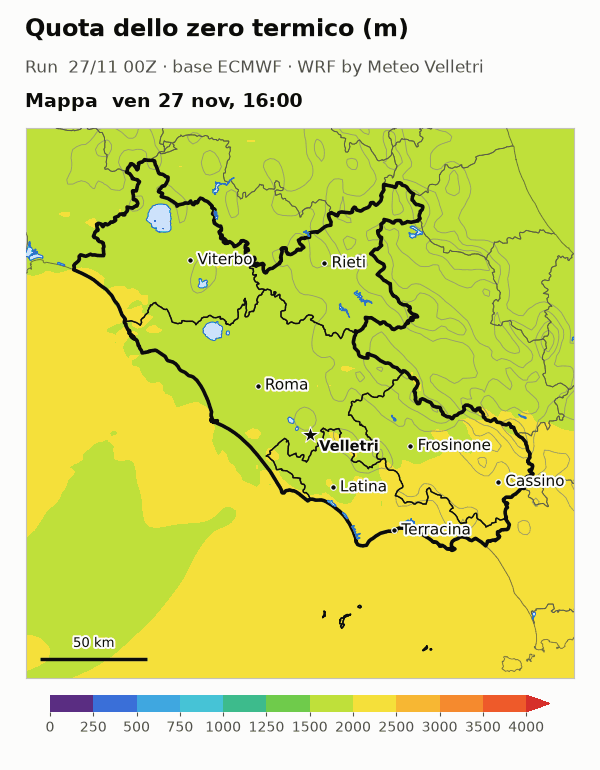 Quota dello zero termico (m)
Run  27/11 00Z · base ECMWF · WRF by Meteo Velletri
Mappa  ven 27 nov, 16:00
Viterbo
Rieti
Roma
Velletri
Frosinone
Cassino
Latina
Terracina
50 km
0 250 500 750 1000 1250 1500 2000 2500 3000 3500 4000